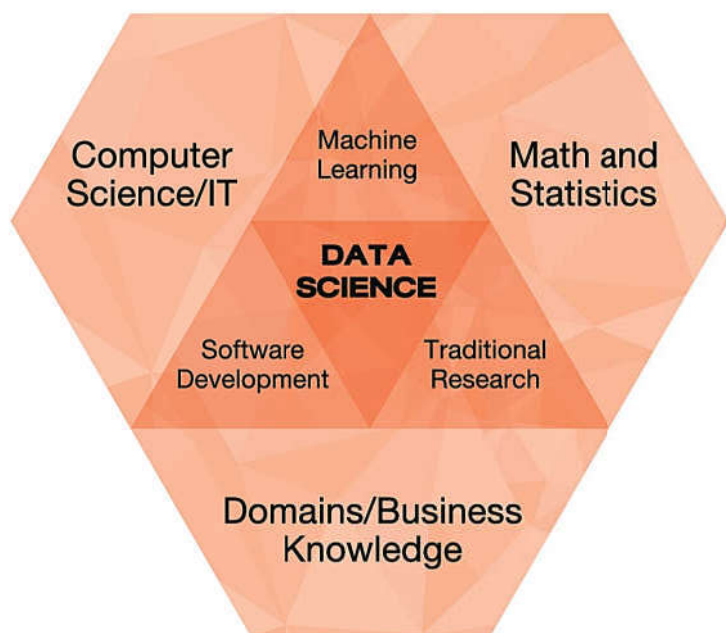 Machine
Learning
Computer
Science/IT
Math and
Statistics
DATA
SCIENCE
Software
Development
Traditional
Research
Domains/Business
Knowledge